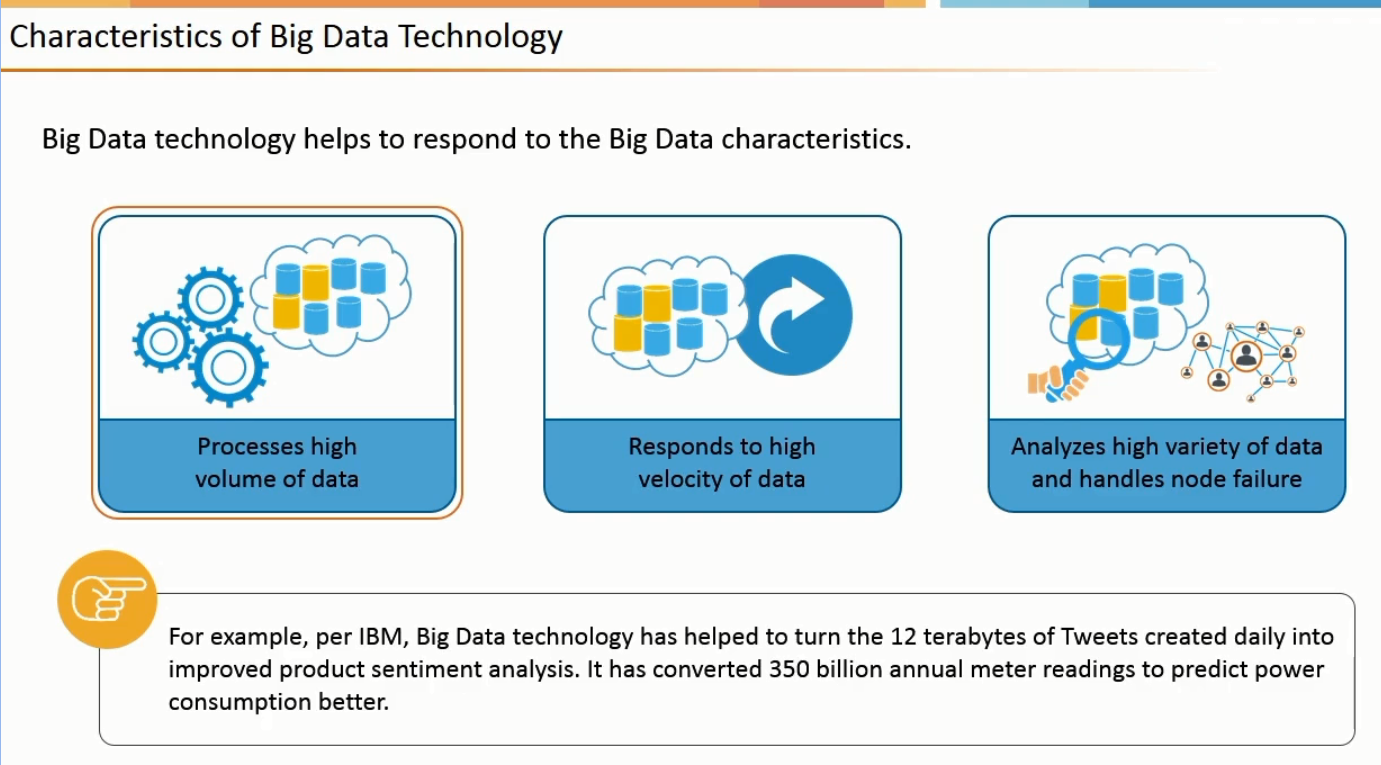 Characteristics of Big Data Technology
Big Data technology helps to respond to the Big Data characteristics.
Processes high
volume of data
Responds to high
velocity of data
Analyzes high variety of data
and handles node failure
For example, per IBM, Big Data technology has helped to turn the 12 terabytes of Tweets created daily into
improved product sentiment analysis. It has converted 350 billion annual meter readings to predict power
consumption better.